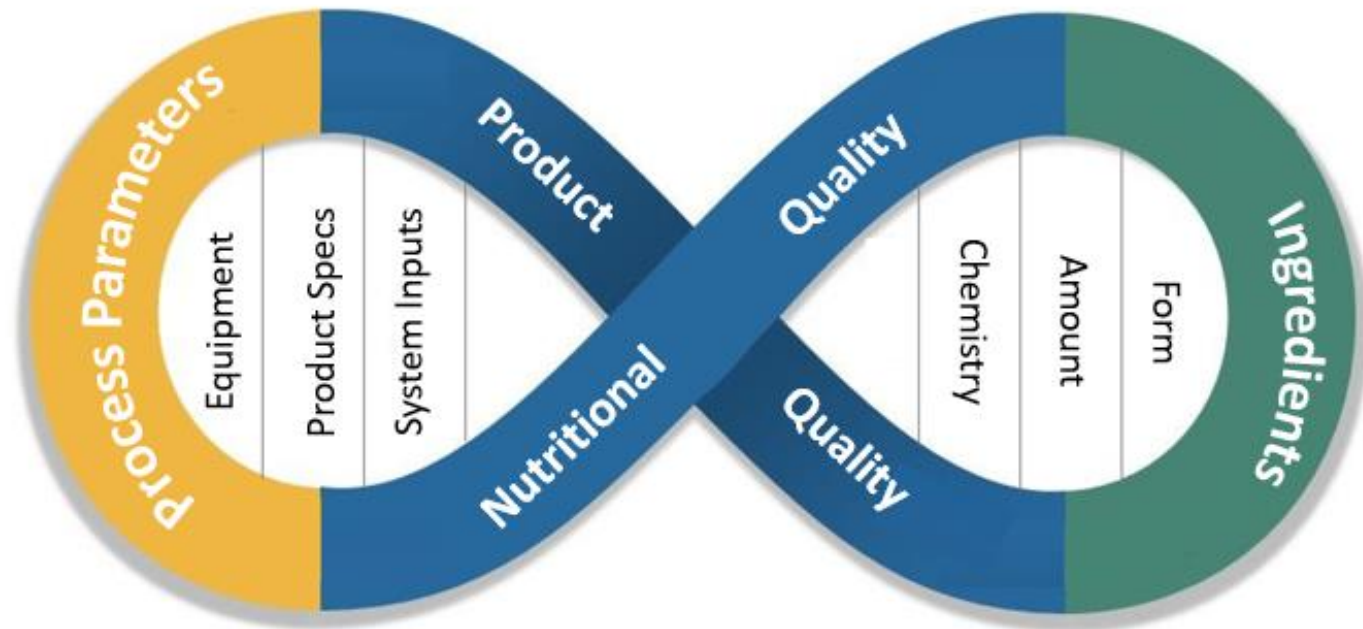 Process Parameters
Equipment
Product Specs
System Inputs
Product Quality
Nutritional Quality
Chemistry
Amount
Form
Ingredients